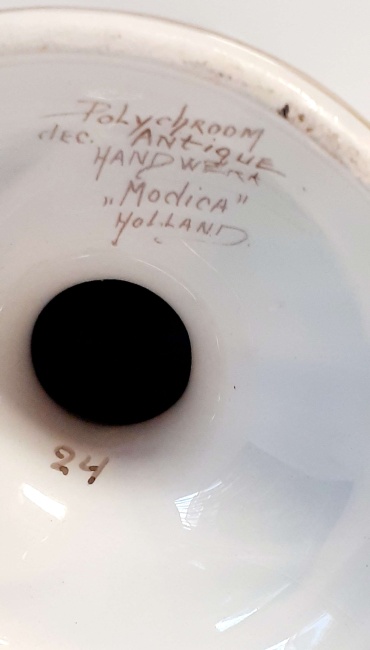 Polychroom
dec. ANtiQUE
HANDWERK
„Modica”
HOLLAND
24